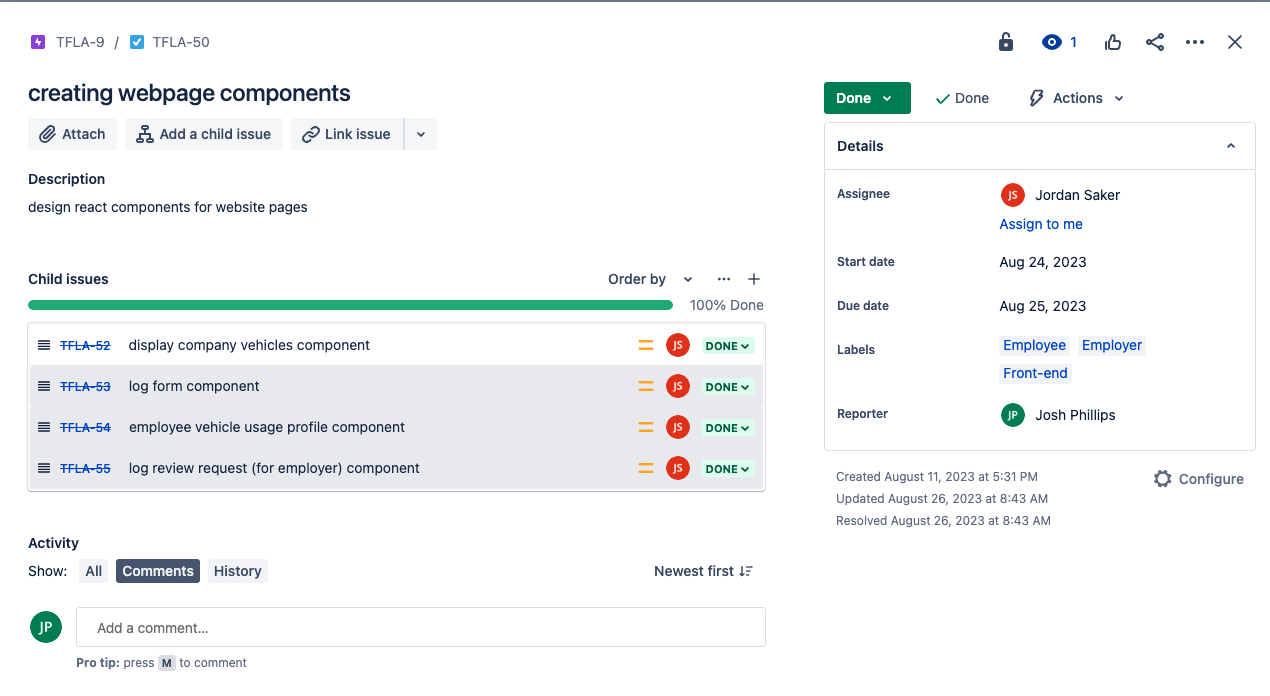 TFLA-9 / TFLA-50
1
creating webpage components
Attach
Add a child issue
Link issue
Description
design react components for website pages
Child issues
Order by
100% Done
TFLA-52 display company vehicles component JS DONE
TFLA-53 log form component JS DONE
TFLA-54 employee vehicle usage profile component JS DONE
TFLA-55 log review request (for employer) component JS DONE
Activity
Show: All Comments History
Newest first
JP
Add a comment...
Pro tip: press M to comment
Done
Done
Actions
Details
Assignee
JS Jordan Saker
Assign to me
Start date
Aug 24, 2023
Due date
Aug 25, 2023
Labels
Employee Employer
Front-end
Reporter
JP Josh Phillips
Created August 11, 2023 at 5:31 PM
Updated August 26, 2023 at 8:43 AM
Resolved August 26, 2023 at 8:43 AM
Configure